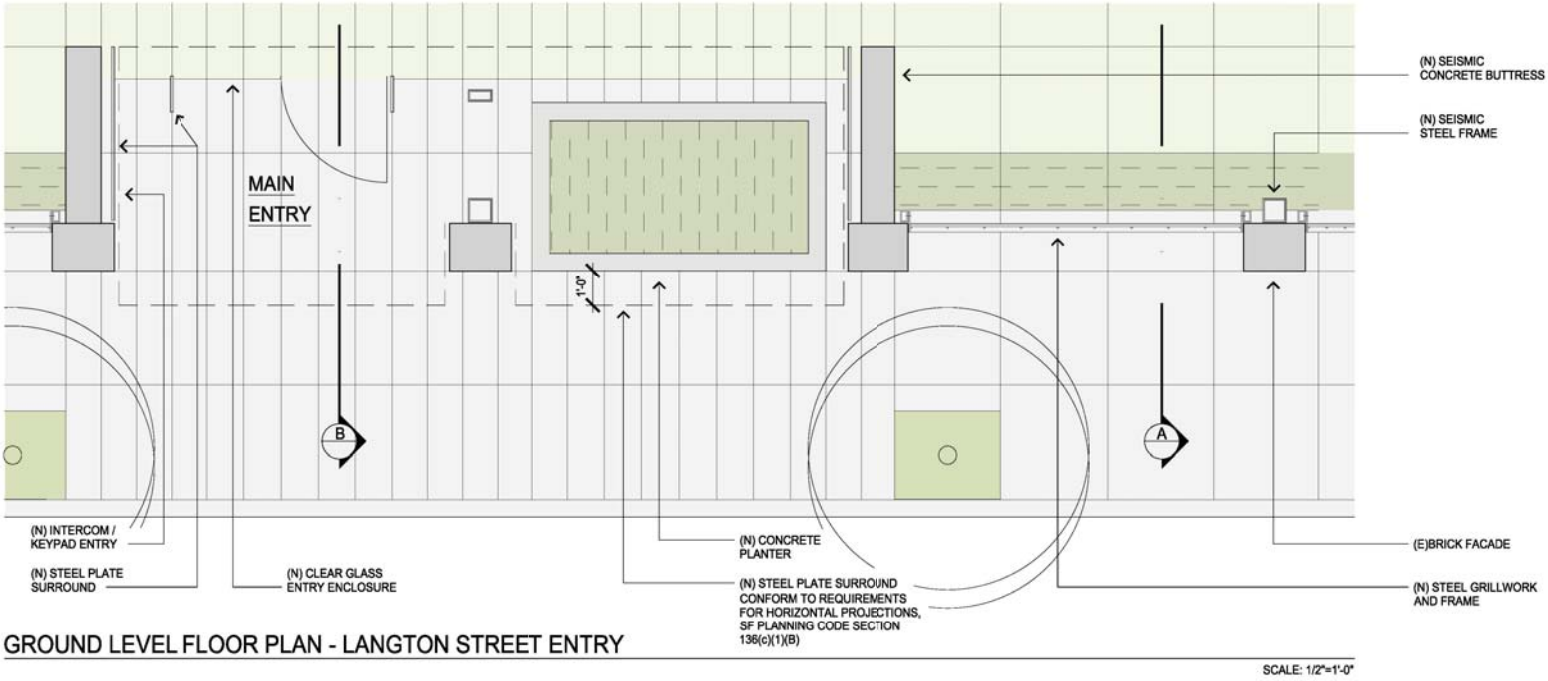 (N) SEISMIC
CONCRETE BUTTRESS
(N) SEISMIC
STEEL FRAME
MAIN
ENTRY
1'-0"
B
A
(N) INTERCOM /
KEYPAD ENTRY
(N) STEEL PLATE
SURROUND
(N) CLEAR GLASS
ENTRY ENCLOSURE
(N) CONCRETE
PLANTER
(N) STEEL PLATE SURROUND
CONFORM TO REQUIREMENTS
FOR HORIZONTAL PROJECTIONS,
SF PLANNING CODE SECTION
136(c)(1)(B)
(E)BRICK FACADE
(N) STEEL GRILLWORK
AND FRAME
GROUND LEVEL FLOOR PLAN - LANGTON STREET ENTRY
SCALE: 1/2"=1'-0"